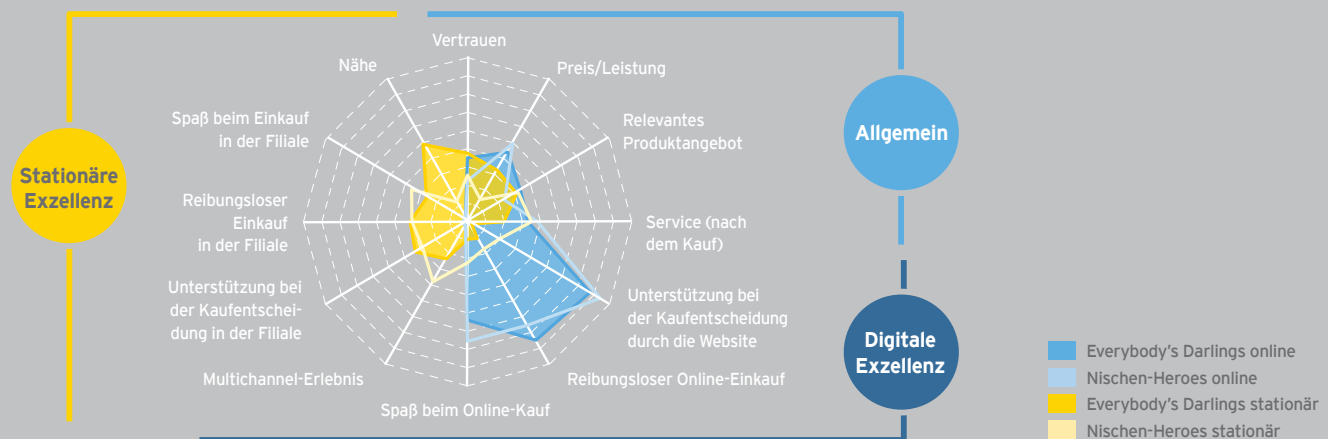 Vertrauen
Preis/Leistung
Relevantes
Produktangebot
Service (nach
dem Kauf)
Unterstützung bei
der Kaufentscheidung
durch die Website
Reibungsloser Online-Einkauf
Spaß beim Online-Kauf
Multichannel-Erlebnis
Unterstützung bei
der Kaufentschei-
dung in der Filiale
Reibungsloser
Einkauf
in der Filiale
Spaß beim Einkauf
in der Filiale
Nähe
Stationäre
Exzellenz
Allgemein
Digitale
Exzellenz
Everybody's Darlings online
Nischen-Heroes online
Everybody's Darlings stationär
Nischen-Heroes stationär